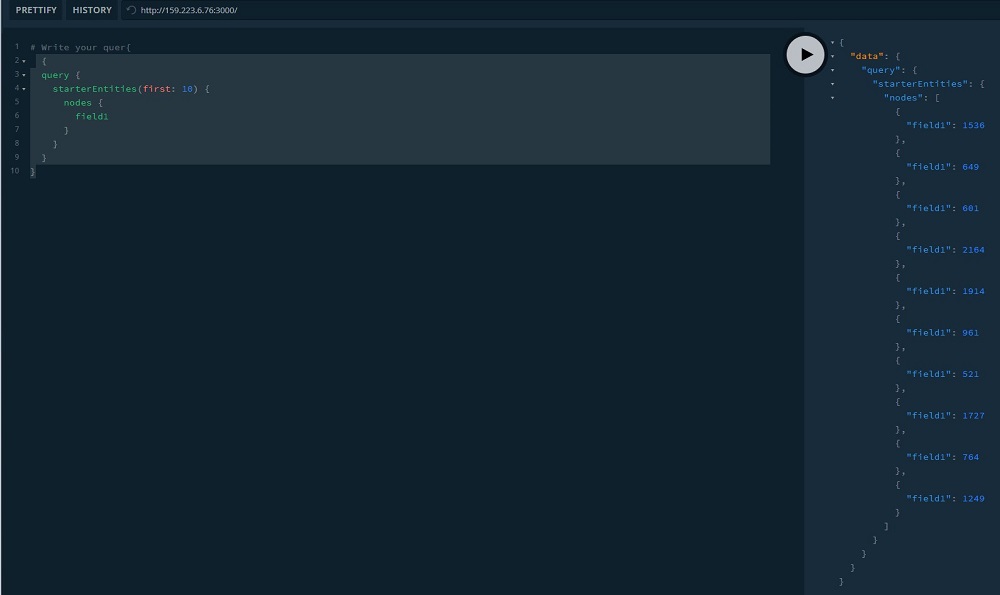 PRETTIFY HISTORY http://159.223.6.76:3000/
1 # Write your quer{
2 {
3 query {
4 starterEntities(first: 10) {
5 nodes {
6 field1
7 }
8 }
9 }
10 }
{
"data": {
"query": {
"starterEntities": {
"nodes": [
{
"field1": 1536
},
{
"field1": 649
},
{
"field1": 601
},
{
"field1": 2164
},
{
"field1": 1914
},
{
"field1": 961
},
{
"field1": 521
},
{
"field1": 1727
},
{
"field1": 764
},
{
"field1": 1249
}
]
}
}
}
}